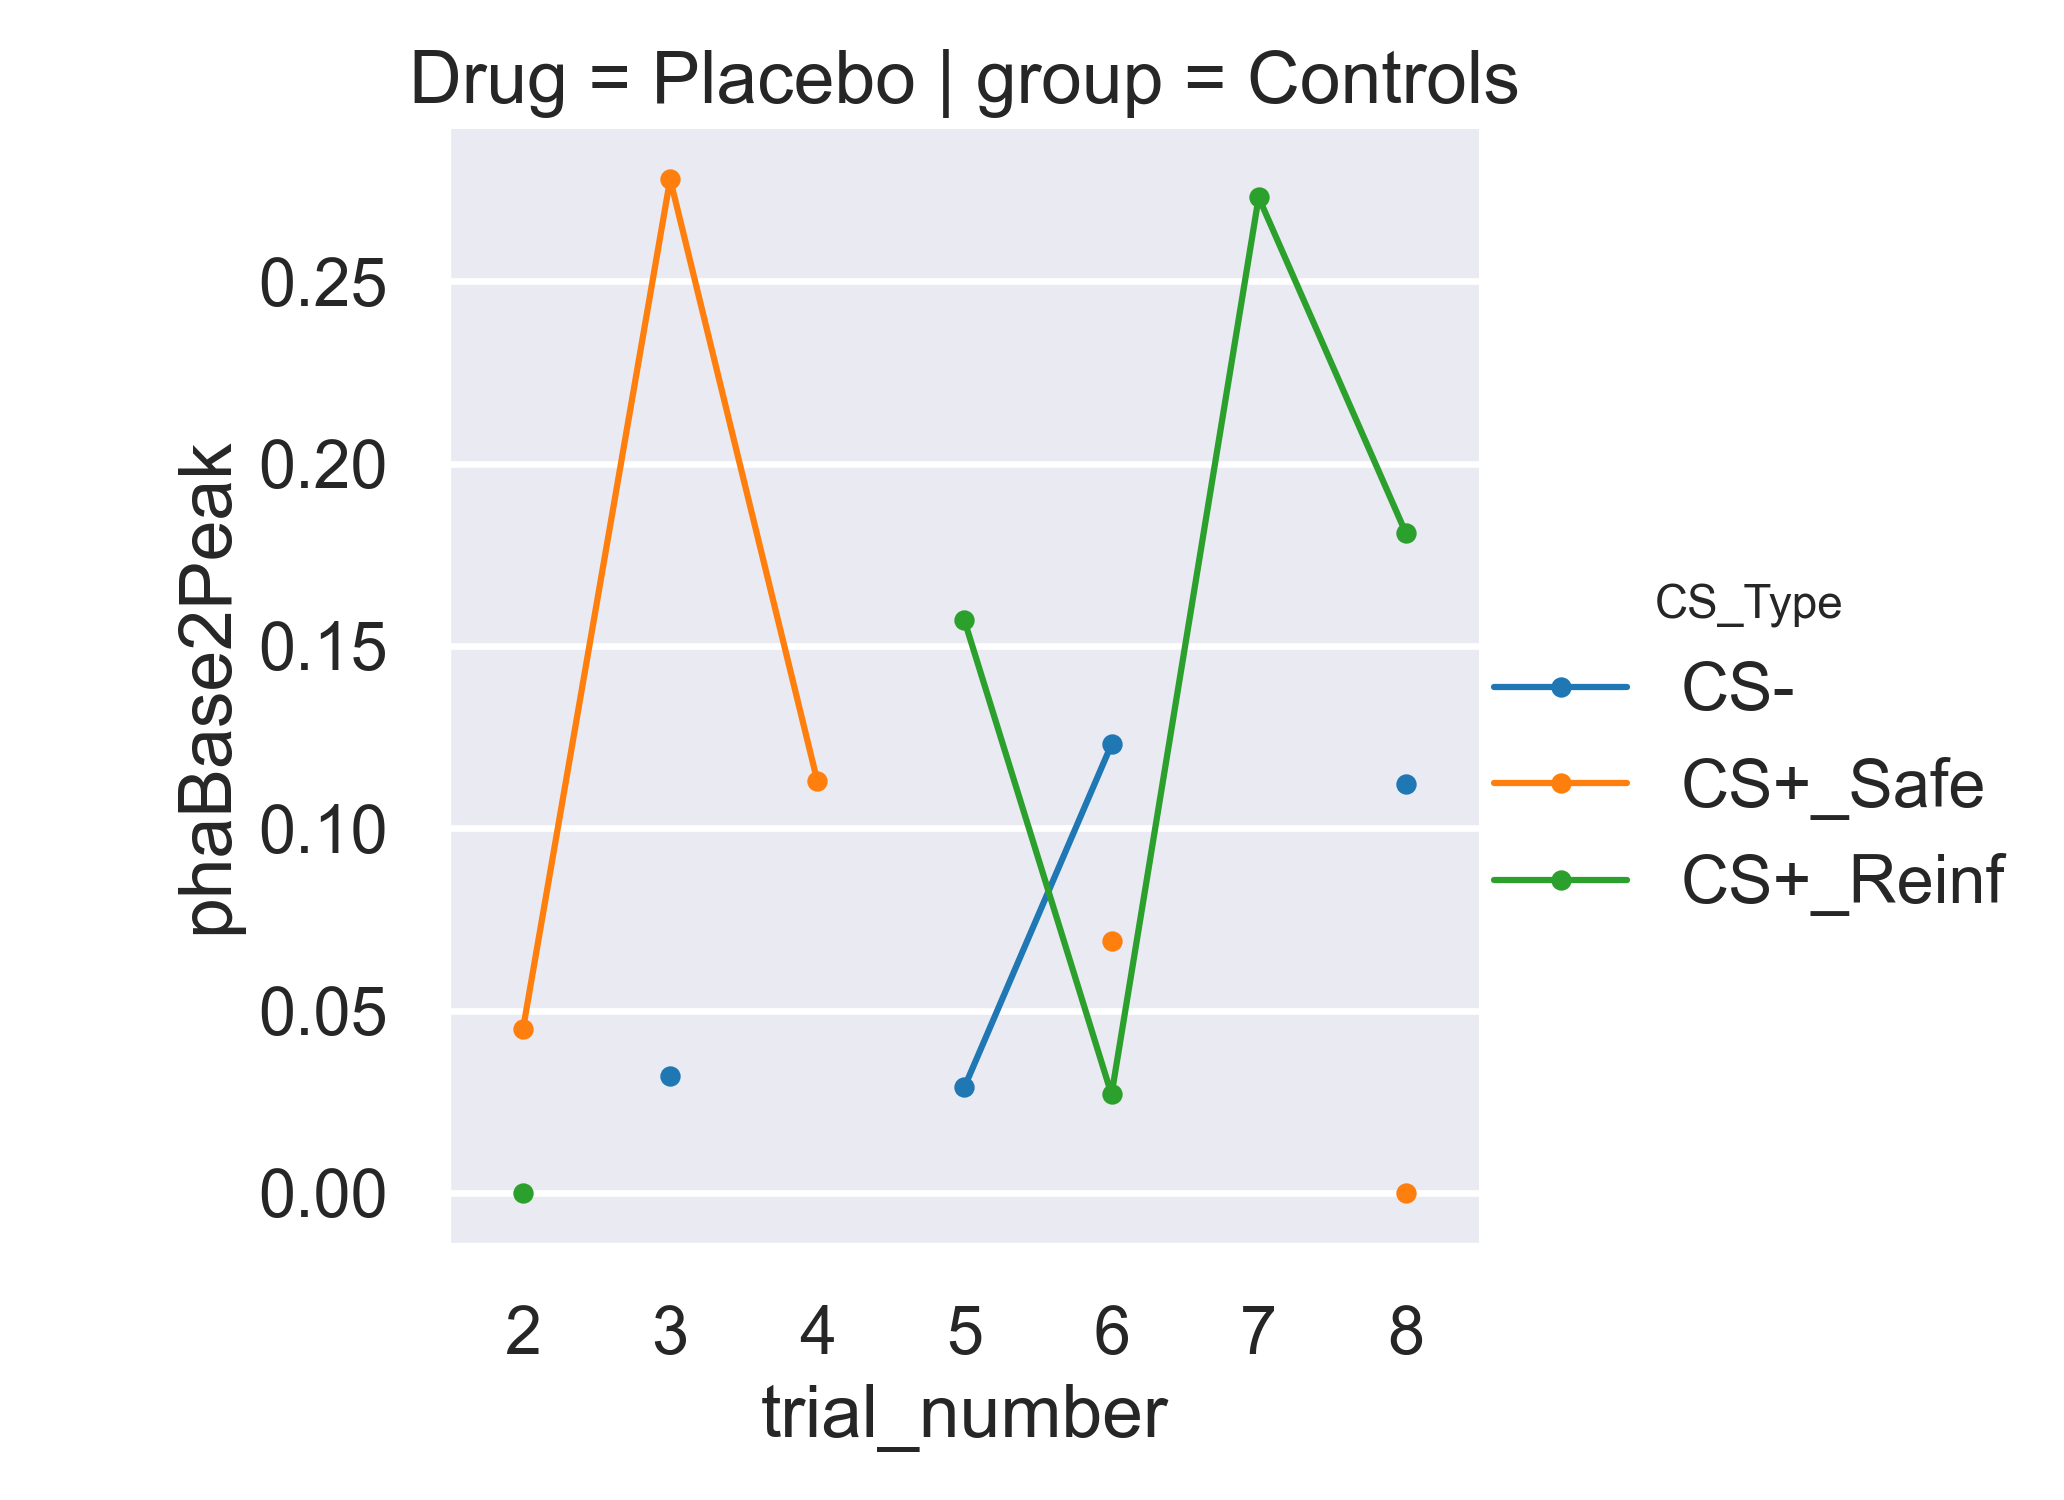 Drug = Placebo | group = Controls
phaBase2Peak
0.25
0.20
0.15
0.10
0.05
0.00
2 3 4 5 6 7 8
trial_number
CS_Type
CS-
CS+_Safe
CS+_Reinf